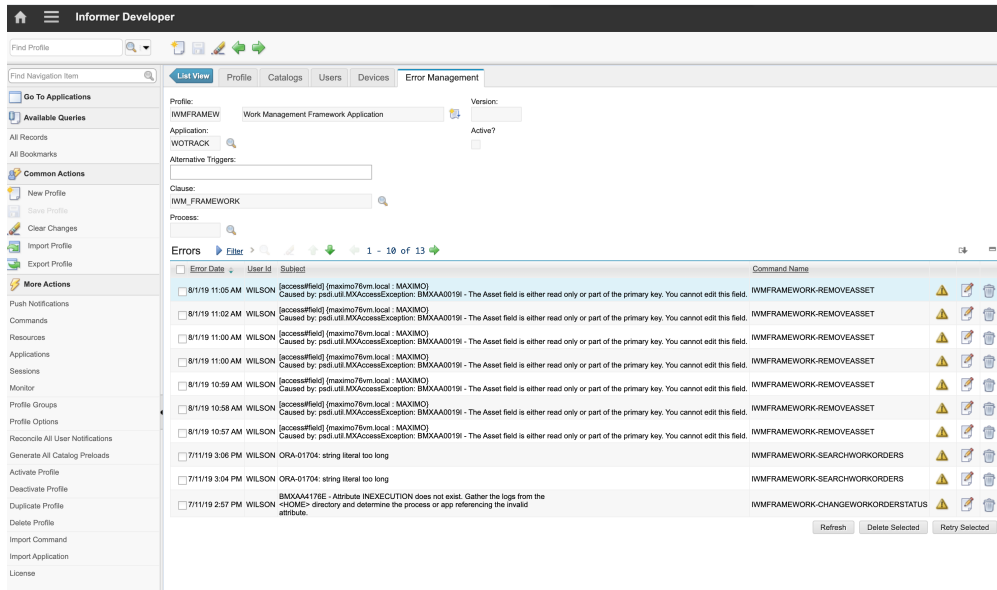 Informer Developer
Find Profile
Find Navigation Item
Go To Applications
Available Queries
All Records
All Bookmarks
Common Actions
New Profile
Save Profile
Clear Changes
Import Profile
Export Profile
More Actions
Push Notifications
Commands
Resources
Applications
Sessions
Monitor
Profile Groups
Profile Options
Reconcile All User Notifications
Generate All Catalog Preloads
Activate Profile
Deactivate Profile
Duplicate Profile
Delete Profile
Import Command
Import Application
License
List View Profile Catalogs Users Devices Error Management
Profile: Version:
IWMFRAMEW Work Management Framework Application
Application: Active?
WOTRACK
Alternative Triggers:
Clause:
IWM_FRAMEWORK
Process:
Errors Filter 1 - 10 of 13
Error Date User Id Subject Command Name
8/1/19 11:05 AM WILSON [access#field] {maximo76vm.local : MAXIMO} IWMFRAMEWORK-REMOVEASSET
Caused by: psdi.util.MXAccessException: BMXAA0019I - The Asset field is either read only or part of the primary key. You cannot edit this field.
8/1/19 11:02 AM WILSON [access#field] {maximo76vm.local : MAXIMO} IWMFRAMEWORK-REMOVEASSET
Caused by: psdi.util.MXAccessException: BMXAA0019I - The Asset field is either read only or part of the primary key. You cannot edit this field.
8/1/19 11:00 AM WILSON [access#field] {maximo76vm.local : MAXIMO} IWMFRAMEWORK-REMOVEASSET
Caused by: psdi.util.MXAccessException: BMXAA0019I - The Asset field is either read only or part of the primary key. You cannot edit this field.
8/1/19 11:00 AM WILSON [access#field] {maximo76vm.local : MAXIMO} IWMFRAMEWORK-REMOVEASSET
Caused by: psdi.util.MXAccessException: BMXAA0019I - The Asset field is either read only or part of the primary key. You cannot edit this field.
8/1/19 10:59 AM WILSON [access#field] {maximo76vm.local : MAXIMO} IWMFRAMEWORK-REMOVEASSET
Caused by: psdi.util.MXAccessException: BMXAA0019I - The Asset field is either read only or part of the primary key. You cannot edit this field.
8/1/19 10:58 AM WILSON [access#field] {maximo76vm.local : MAXIMO} IWMFRAMEWORK-REMOVEASSET
Caused by: psdi.util.MXAccessException: BMXAA0019I - The Asset field is either read only or part of the primary key. You cannot edit this field.
8/1/19 10:57 AM WILSON [access#field] {maximo76vm.local : MAXIMO} IWMFRAMEWORK-REMOVEASSET
Caused by: psdi.util.MXAccessException: BMXAA0019I - The Asset field is either read only or part of the primary key. You cannot edit this field.
7/11/19 3:06 PM WILSON ORA-01704: string literal too long IWMFRAMEWORK-SEARCHWORKORDERS
7/11/19 3:04 PM WILSON ORA-01704: string literal too long IWMFRAMEWORK-SEARCHWORKORDERS
BMXAA4176E - Attribute INEXECUTION does not exist. Gather the logs from the
7/11/19 2:57 PM WILSON <HOME> directory and determine the process or app referencing the invalid IWMFRAMEWORK-CHANGEWORKORDERSTATUS
attribute.
Refresh Delete Selected Retry Selected